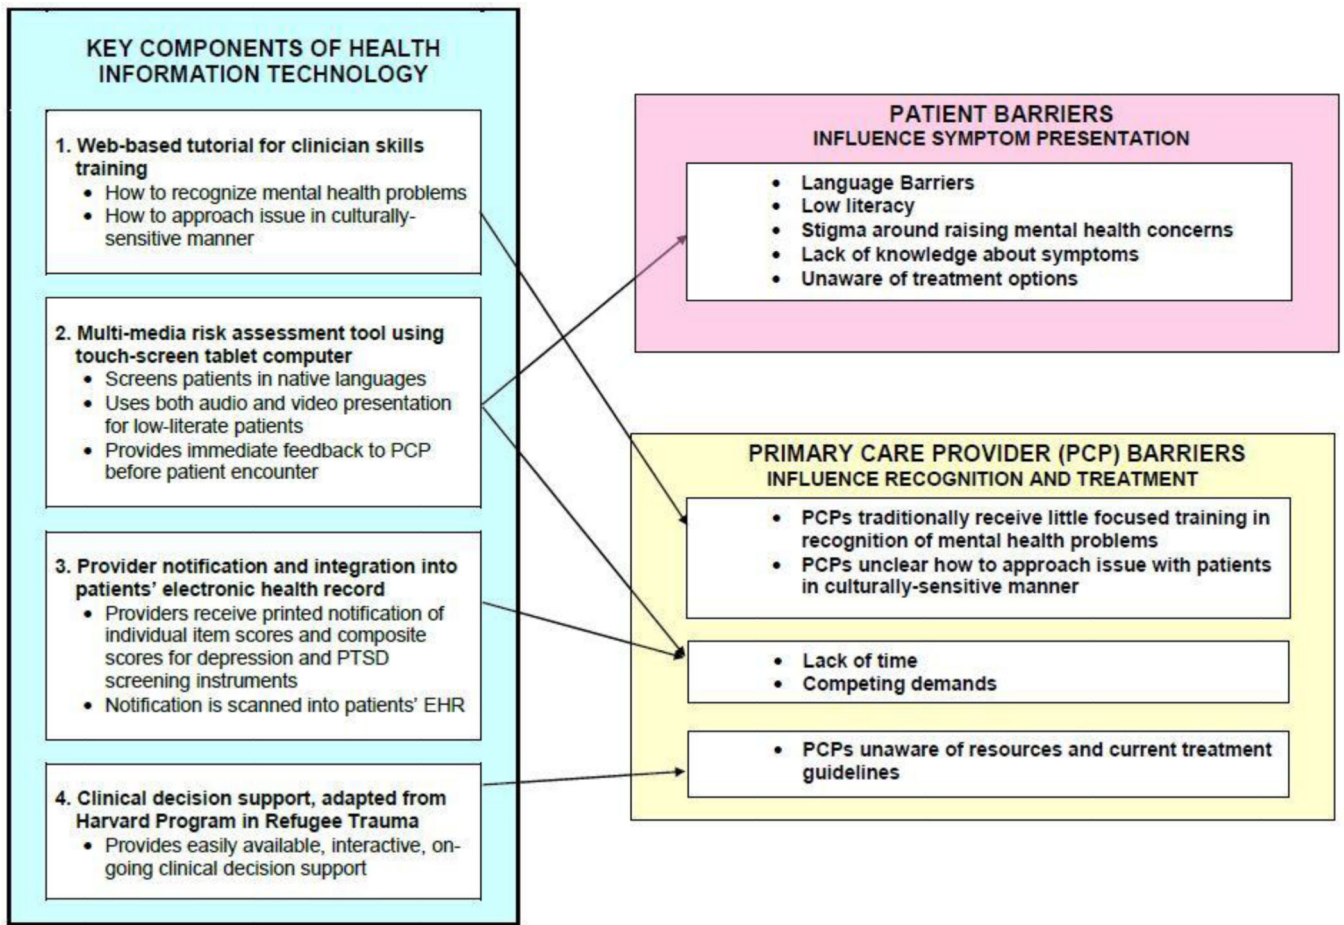 KEY COMPONENTS OF HEALTH
INFORMATION TECHNOLOGY
1. Web-based tutorial for clinician skills
training
• How to recognize mental health problems
• How to approach issue in culturally-
sensitive manner
2. Multi-media risk assessment tool using
touch-screen tablet computer
• Screens patients in native languages
• Uses both audio and video presentation
for low-literate patients
• Provides immediate feedback to PCP
before patient encounter
3. Provider notification and integration into
patients' electronic health record
• Providers receive printed notification of
individual item scores and composite
scores for depression and PTSD
screening instruments
• Notification is scanned into patients' EHR
4. Clinical decision support, adapted from
Harvard Program in Refugee Trauma
• Provides easily available, interactive, on-
going clinical decision support
PATIENT BARRIERS
INFLUENCE SYMPTOM PRESENTATION
• Language Barriers
• Low literacy
• Stigma around raising mental health concerns
• Lack of knowledge about symptoms
• Unaware of treatment options
PRIMARY CARE PROVIDER (PCP) BARRIERS
INFLUENCE RECOGNITION AND TREATMENT
• PCPs traditionally receive little focused training in
recognition of mental health problems
• PCPs unclear how to approach issue with patients
in culturally-sensitive manner
• Lack of time
• Competing demands
• PCPs unaware of resources and current treatment
guidelines